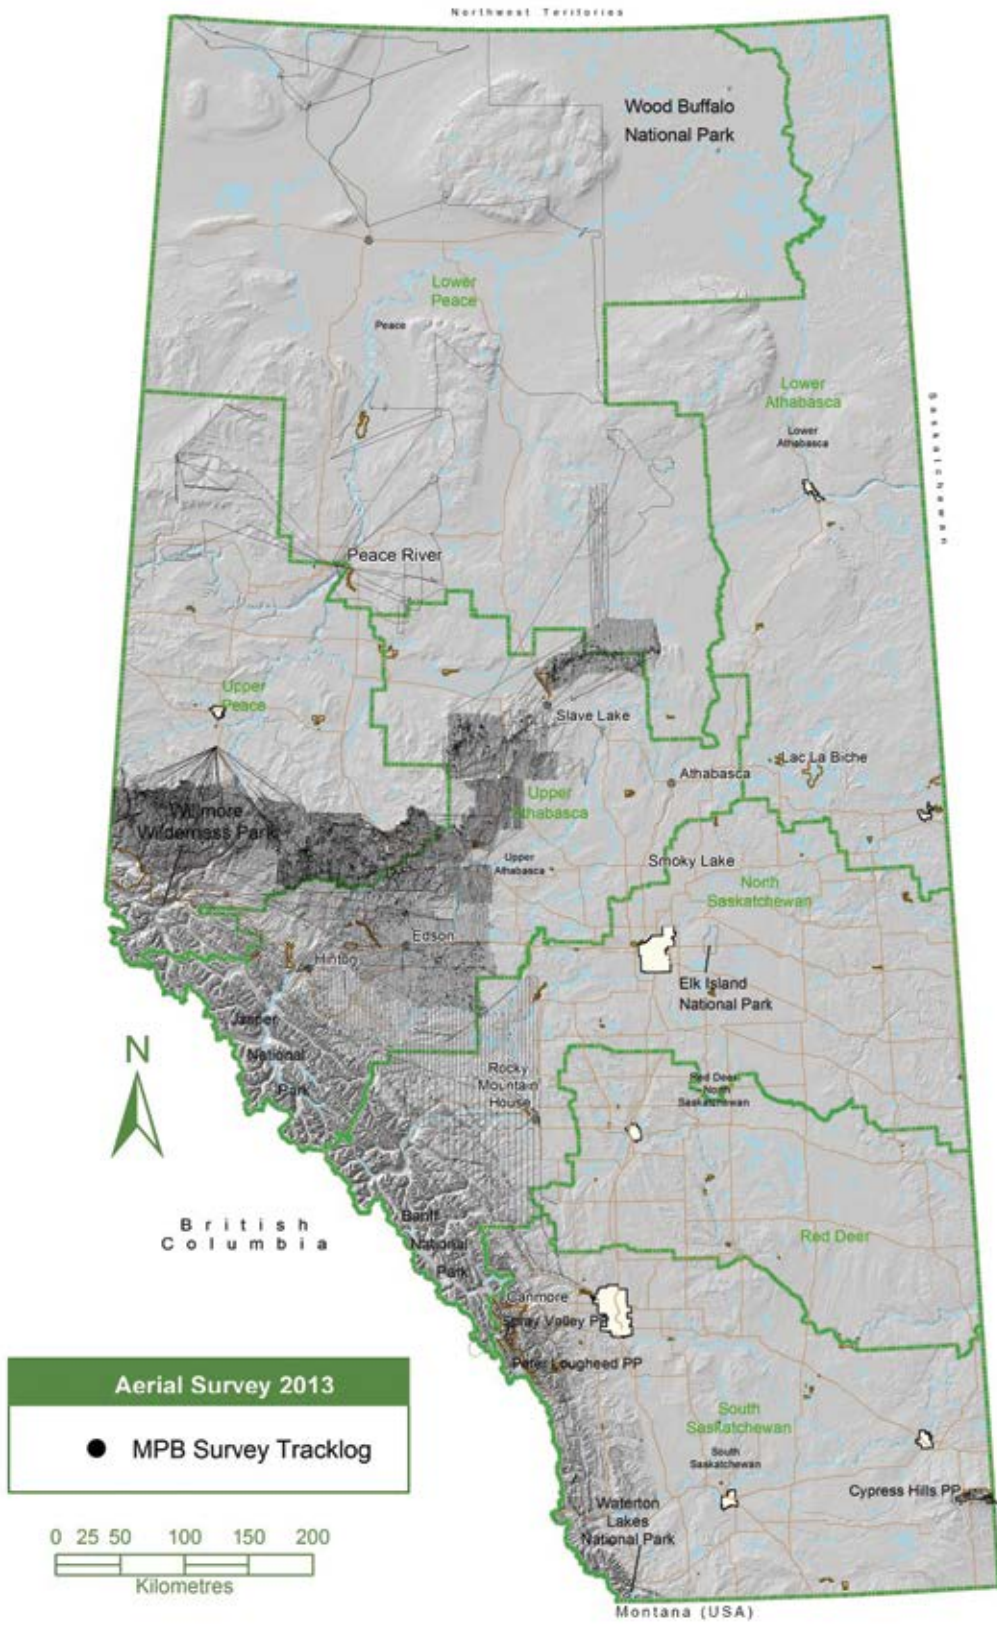 Northwest Territories
Wood Buffalo
National Park
Lower
Peace
Peace
Lower
Athabasca
Lower
Athabasca
Saskatchewan
Peace River
Upper
Peace
Slave Lake
Lac La Biche
Athabasca
Upper
Athabasca
Willmore
Wilderness Park
Upper
Athabasca
Smoky Lake
North
Saskatchewan
Edson
Hinton
Elk Island
National Park
Jasper
National
Park
N
Rocky
Mountain
House
Red Deer
North
Saskatchewan
British
Columbia
Banff
National
Park
Red Deer
Canmore
Spray Valley PP
Peter Lougheed PP
Aerial Survey 2013
MPB Survey Tracklog
South
Saskatchewan
South
Saskatchewan
Cypress Hills PP
Waterton
Lakes
National Park
0 25 50 100 150 200
Kilometres
Montana (USA)